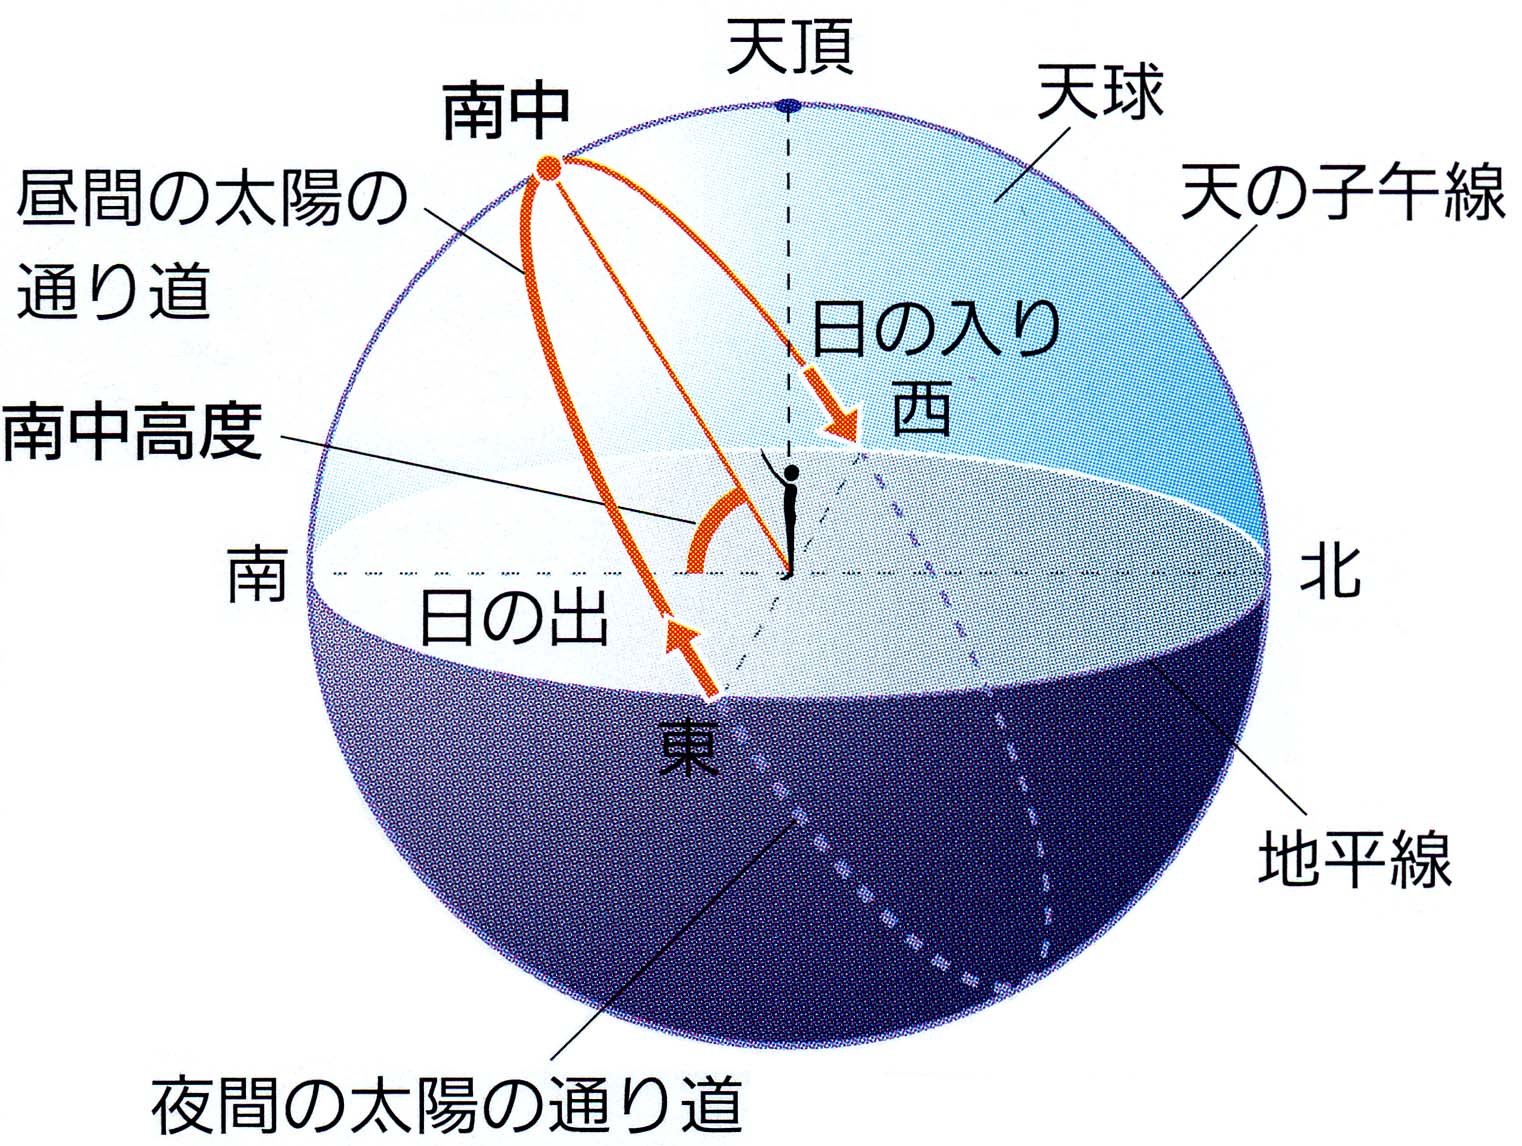 天頂
天球
南中
天の子午線
昼間の太陽の
通り道
日の入り
西
南中高度
南
北
日の出
東
地平線
夜間の太陽の通り道